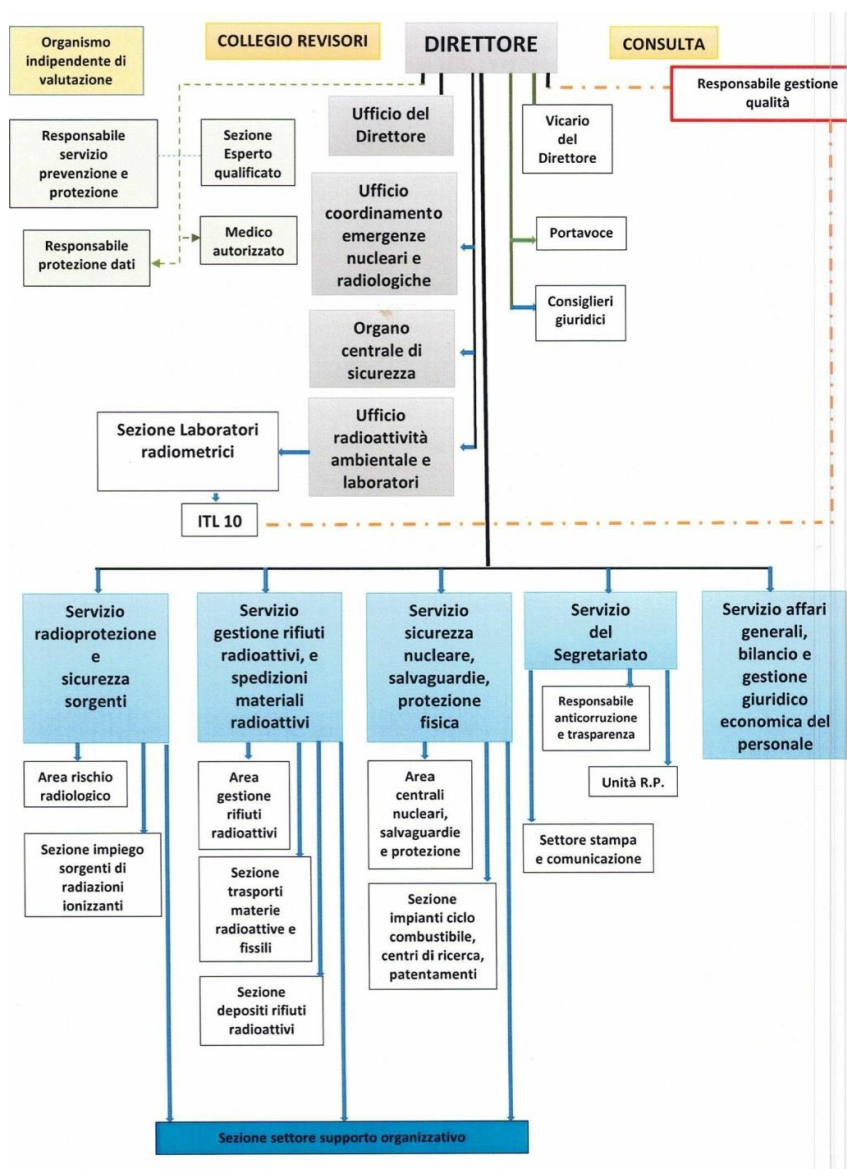 Organismo
indipendente di
valutazione
COLLEGIO REVISORI
DIRETTORE
CONSULTA
Responsabile gestione
qualità
Responsabile
servizio
prevenzione e
protezione
Sezione
Esperto
qualificato
Ufficio del
Direttore
Vicario
del
Direttore
Responsabile
protezione dati
Medico
autorizzato
Ufficio
coordinamento
emergenze
nucleari e
radiologiche
Portavoce
Consiglieri
giuridici
Organo
centrale di
sicurezza
Sezione Laboratori
radiometrici
Ufficio
radioattività
ambientale e
laboratori
ITL 10
Servizio
radioprotezione
e
sicurezza
sorgenti
Servizio
gestione rifiuti
radioattivi, e
spedizioni
materiali
radioattivi
Servizio
sicurezza
nucleare,
salvaguardie,
protezione
fisica
Servizio
del
Segretariato
Servizio affari
generali,
bilancio e
gestione
giuridico
economica del
personale
Responsabile
anticorruzione
e trasparenza
Area rischio
radiologico
Area
gestione
rifiuti
radioattivi
Area
centrali
nucleari,
salvaguardie
e protezione
Unità R.P.
Settore stampa
e comunicazione
Sezione impiego
sorgenti di
radiazioni
ionizzanti
Sezione
trasporti
materie
radioattive e
fissili
Sezione
impianti ciclo
combustibile,
centri di ricerca,
patentamenti
Sezione
depositi rifiuti
radioattivi
Sezione settore supporto organizzativo